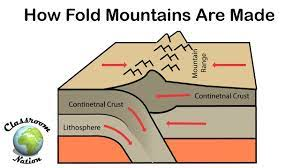 How Fold Mountains Are Made
Mountain
Range
Continetnal Crust
Continetnal Crust
Lithosphere
Classroom
Nation